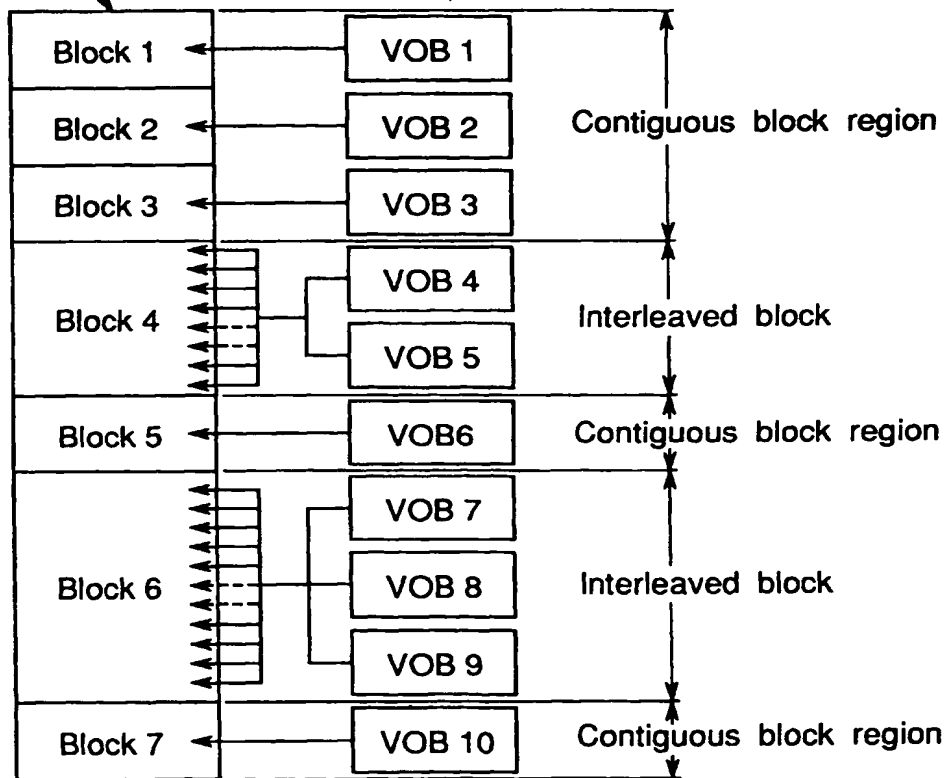 Block 1
VOB 1
Block 2
VOB 2
Contiguous block region
Block 3
VOB 3
Block 4
VOB 4
Interleaved block
VOB 5
Block 5
VOB6
Contiguous block region
Block 6
VOB 7
VOB 8
Interleaved block
VOB 9
Block 7
VOB 10
Contiguous block region